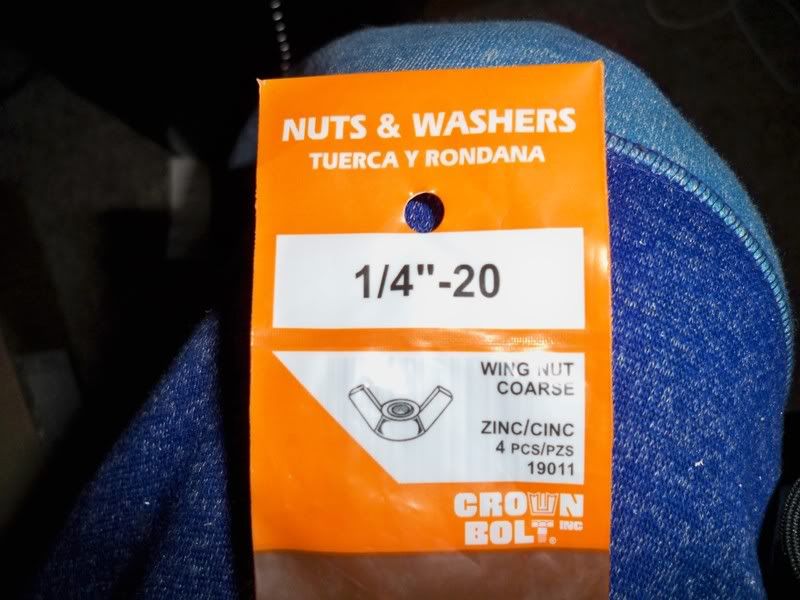 NUTS & WASHERS
TUERCA Y RONDANA
1/4"-20
WING NUT
COARSE
ZINC/CINC
4 PCS/PZS
19011
CROWN
BOLT INC
®